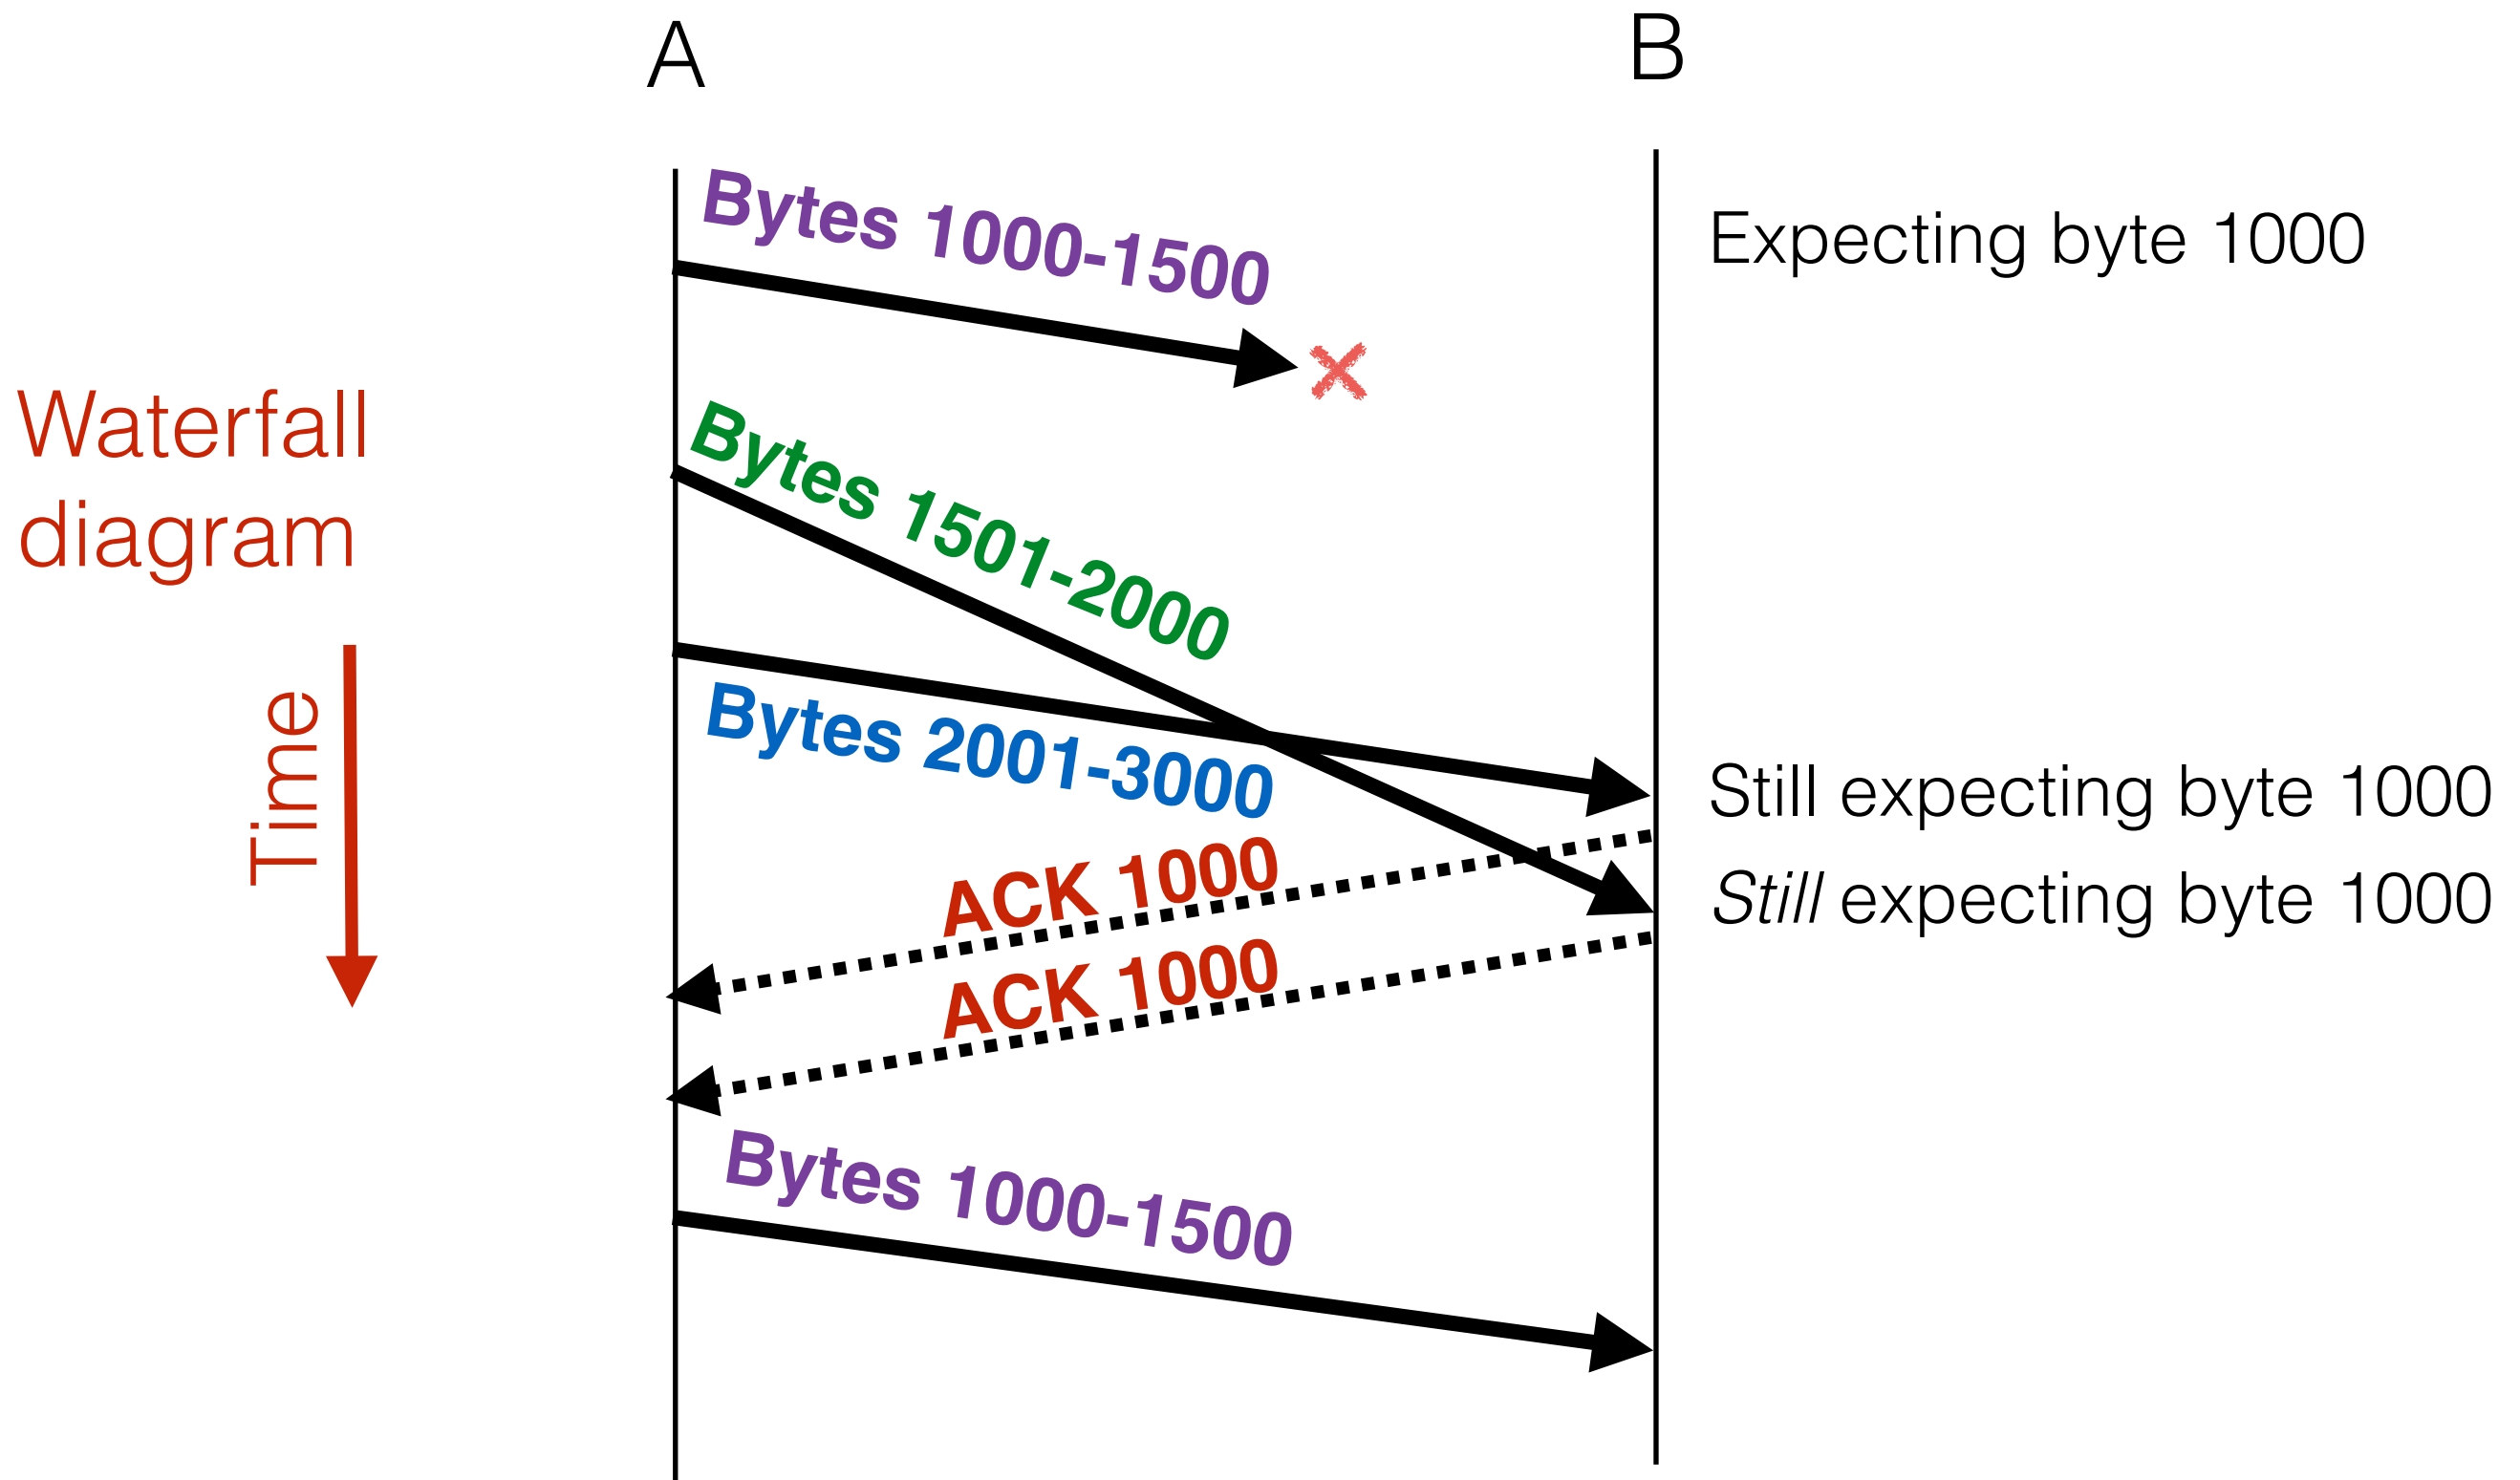 A
B
Bytes 1000-1500
Expecting byte 1000
Waterfall
diagram
Bytes 1501-2000
Time
Bytes 2001-3000
Still expecting byte 1000
ACK 1000
Still expecting byte 1000
ACK 1000
Bytes 1000-1500